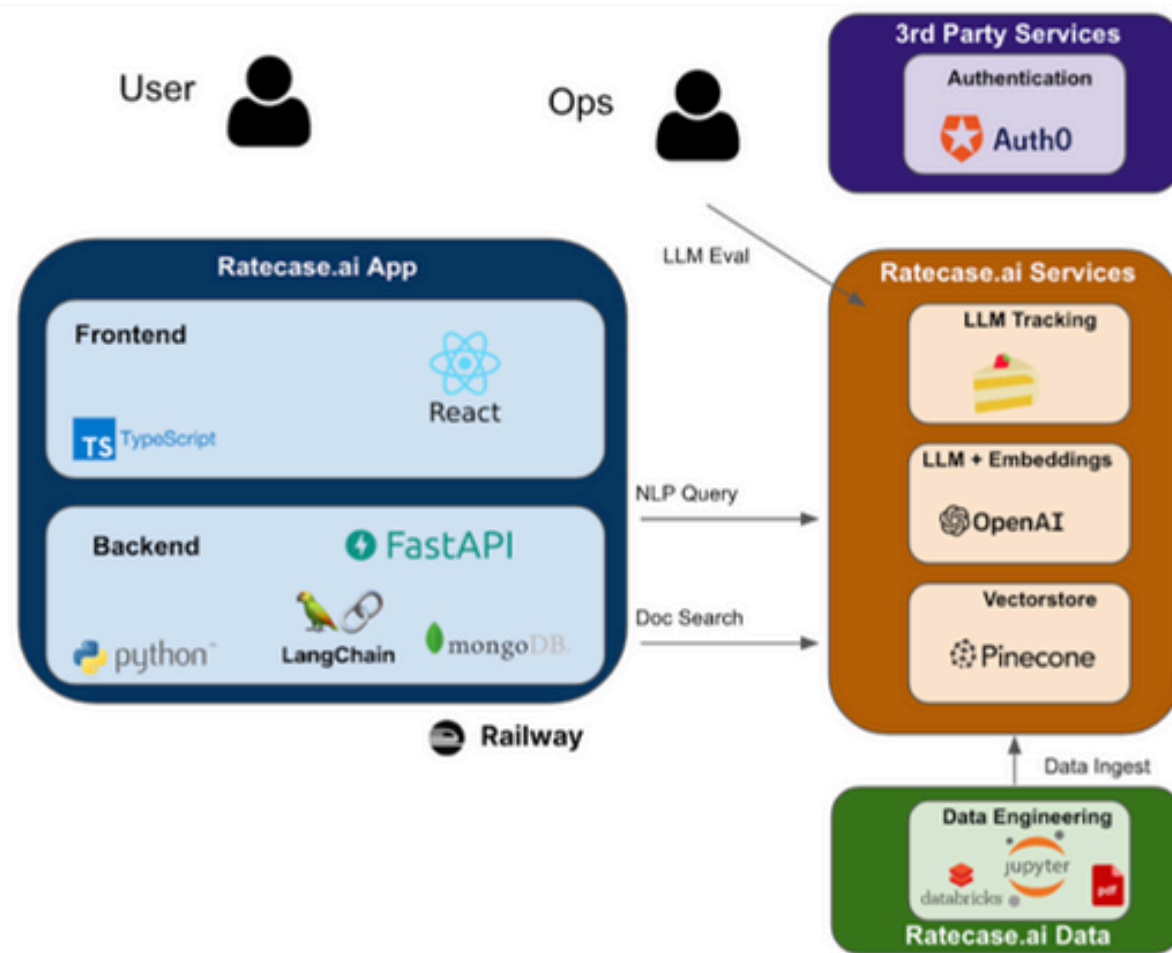 User
Ops
3rd Party Services
Authentication
Auth0
LLM Eval
Ratecase.ai App
Frontend
React
TS TypeScript
Backend
FastAPI
python™
LangChain
mongoDB.
Railway
NLP Query
Doc Search
Ratecase.ai Services
LLM Tracking
LLM + Embeddings
OpenAI
Vectorstore
Pinecone
Data Ingest
Data Engineering
jupyter
databricks
pdf
Ratecase.ai Data